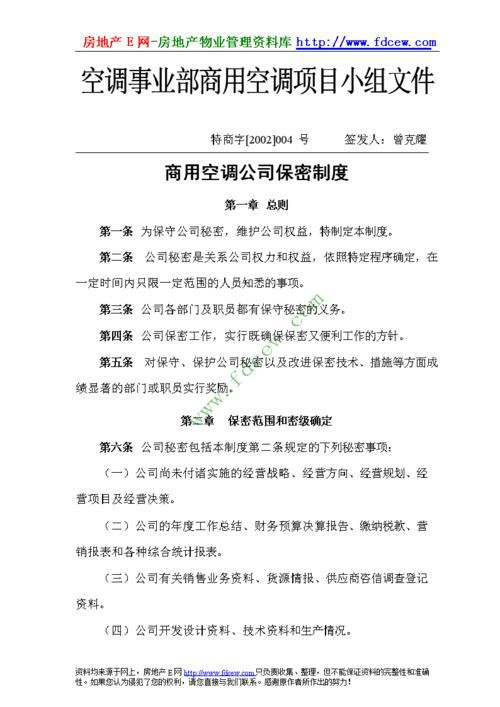 房地产E网-房地产物业管理资料库 http://www.fdcew.com
空调事业部商用空调项目小组文件
特商字[2002]004 号 签发人：曾克耀
商用空调公司保密制度
第一章 总则
第一条 为保守公司秘密，维护公司权益，特制定本制度。
第二条 公司秘密是关系公司权力和权益，依照特定程序确定，在
一定时间内只限一定范围的人员知悉的事项。
第三条 公司各部门及职员都有保守秘密的义务。
第四条 公司保密工作，实行既确保保密又便利工作的方针。
第五条 对保守、保护公司秘密以及改进保密技术、措施等方面成
绩显著的部门或职员实行奖励。
第二章 保密范围和密级确定
第六条 公司秘密包括本制度第二条规定的下列秘密事项：
（一）公司尚未付诸实施的经营战略、经营方向、经营规划、经
营项目及经营决策。
（二）公司的年度工作总结、财务预算决算报告、缴纳税款、营
销报表和各种综合统计报表。
（三）公司有关销售业务资料、货源情报、供应商咨信调查登记
资料。
（四）公司开发设计资料、技术资料和生产情况。
www.fdcew.com
资料均来源于网上，房地产E网http://www.fdcew.com只负责收集、整理，但不能保证资料的完整性和准确
性。如果您认为侵犯了您的权利，请您直接与我们联系。感谢原作者所作出的努力！